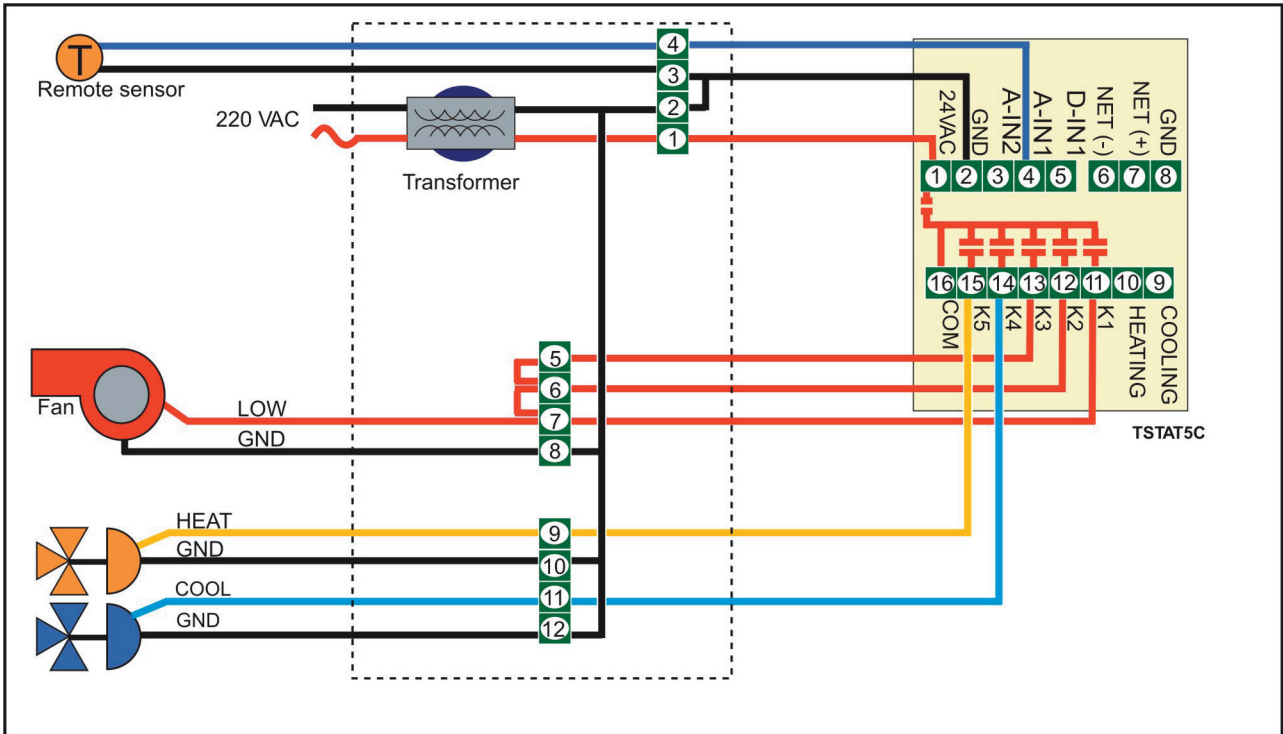 T
Remote sensor
220 VAC
Transformer
4
3
2
1
24VAC
GND
A-IN2
A-IN1
D-IN1
NET (-)
NET (+)
GND
1 2 3 4 5 6 7 8
16 15 14 13 12 11 10 9
COM
K5
K4
K3
K2
K1
HEATING
COOLING
TSTAT5C
Fan
LOW
GND
5
6
7
8
HEAT
GND
COOL
GND
9
10
11
12